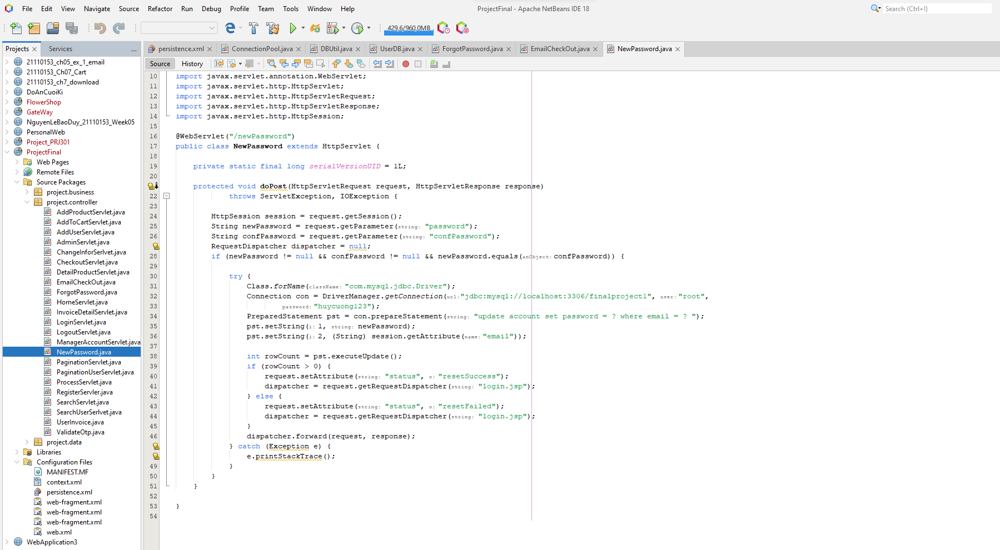 File Edit View Navigate Source Refactor Run Debug Profile Team Tools Window Help
ProjectFinal - Apache NetBeans IDE 18
Search (Ctrl+I)
429,6/960,0MB
Projects
Services
persistence.xml
ConnectionPool.java
DBUtil.java
UserDB.java
ForgotPassword.java
EmailCheckOut.java
NewPassword.java
Source
History
21110153_ch05_ex_1_email
21110153_Ch07_Cart
21110153_ch7_download
DoAnCuoiKi
FlowerShop
GateWay
NguyenLeBaoDuy_21110153_Week05
PersonalWeb
Project_PRJ301
ProjectFinal
Web Pages
Remote Files
Source Packages
project.business
project.controller
AddProductServlet.java
AddToCartServlet.java
AddUserServlet.java
AdminServlet.java
ChangeInforSerlvet.java
CheckoutServlet.java
DetailProductServlet.java
EmailCheckOut.java
ForgotPassword.java
HomeServlet.java
InvoiceDetailServlet.java
LoginServlet.java
LogoutServlet.java
ManagerAccountServlet.java
NewPassword.java
PaginationServlet.java
PaginationUserServlet.java
ProcessServlet.java
RegisterServler.java
SearchServlet.java
SearchUserSerlvet.java
UserInvoice.java
ValidateOtp.java
project.data
Libraries
Configuration Files
MANIFEST.MF
context.xml
persistence.xml
web-fragment.xml
web-fragment.xml
web-fragment.xml
web.xml
WebApplication3
10 import javax.servlet.annotation.WebServlet;
11 import javax.servlet.http.HttpServlet;
12 import javax.servlet.http.HttpServletRequest;
13 import javax.servlet.http.HttpServletResponse;
14 import javax.servlet.http.HttpSession;
15
16 @WebServlet("/newPassword")
17 public class NewPassword extends HttpServlet {
18
19 private static final long serialVersionUID = 1L;
20
protected void doPost(HttpServletRequest request, HttpServletResponse response)
22 throws ServletException, IOException {
23
24 HttpSession session = request.getSession();
25 String newPassword = request.getParameter(string: "password");
26 String confPassword = request.getParameter(string: "confPassword");
RequestDispatcher dispatcher = null;
28 if (newPassword != null && confPassword != null && newPassword.equals(anObject: confPassword)) {
29
30 try {
31 Class.forName(className: "com.mysql.jdbc.Driver");
32 Connection con = DriverManager.getConnection(url: "jdbc:mysql://localhost:3306/finalproject1", user: "root",
33 password: "huycuong123");
34 PreparedStatement pst = con.prepareStatement(string: "update account set password = ? where email = ? ");
35 pst.setString(i: 1, string: newPassword);
36 pst.setString(i: 2, (String) session.getAttribute(name: "email"));
37
38 int rowCount = pst.executeUpdate();
39 if (rowCount > 0) {
40 request.setAttribute(string: "status", o: "resetSuccess");
41 dispatcher = request.getRequestDispatcher(string: "login.jsp");
42 } else {
43 request.setAttribute(string: "status", o: "resetFailed");
44 dispatcher = request.getRequestDispatcher(string: "login.jsp");
45 }
46 dispatcher.forward(request, response);
} catch (Exception e) {
e.printStackTrace();
49 }
50 }
51 }
52
53 }
54